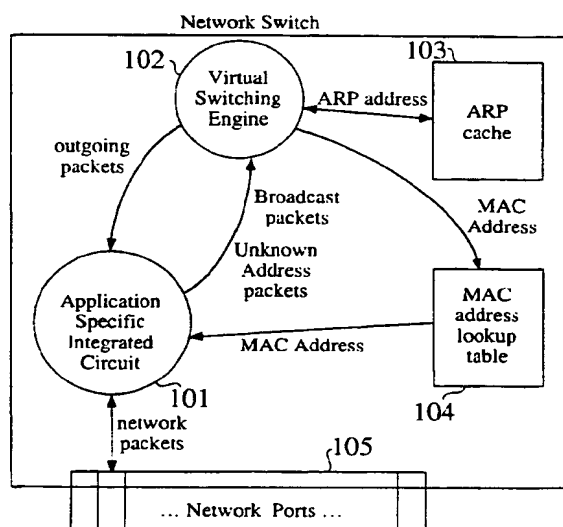 Network Switch
102
103
Virtual
Switching
Engine
ARP address
ARP
cache
outgoing
packets
Broadcast
packets
MAC
Address
Unknown
Address
packets
Application
Specific
Integrated
Circuit
MAC
address
lookup
table
MAC Address
101
104
network
packets
105
... Network Ports ...